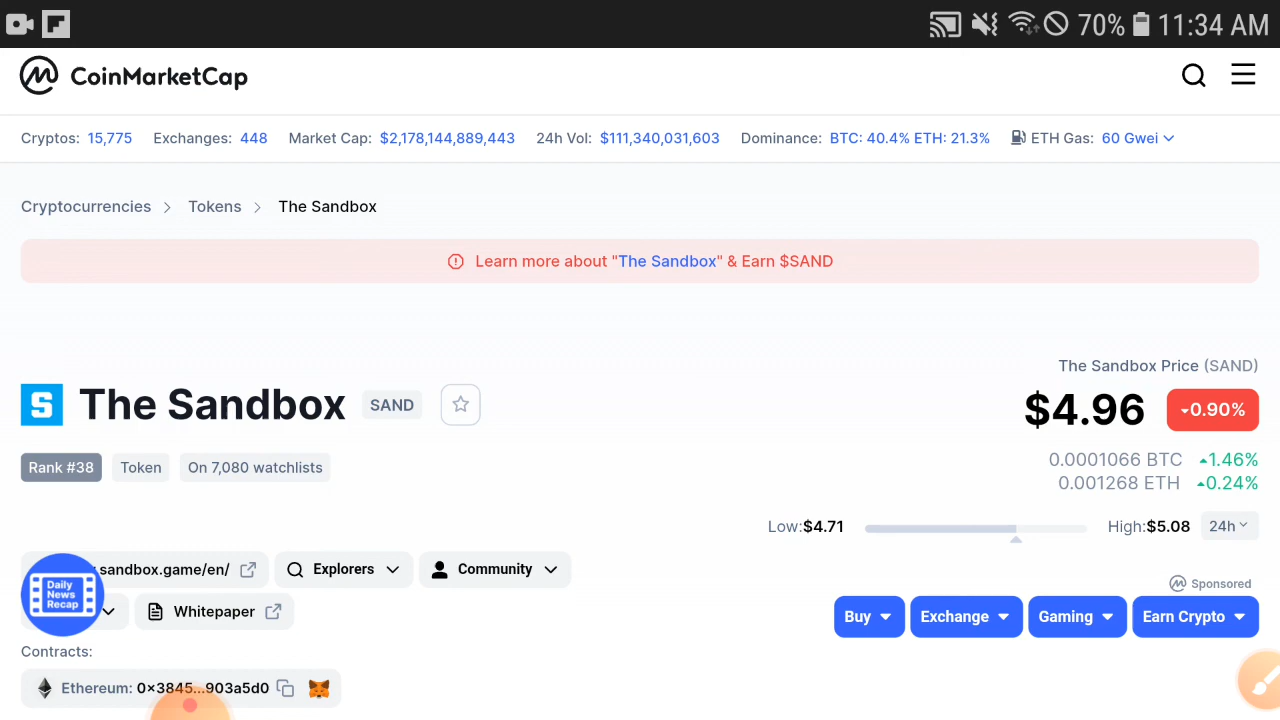 70% 11:34 AM
CoinMarketCap
Cryptos: 15,775 Exchanges: 448 Market Cap: $2,178,144,889,443 24h Vol: $111,340,031,603 Dominance: BTC: 40.4% ETH: 21.3% ETH Gas: 60 Gwei
Cryptocurrencies > Tokens > The Sandbox
Learn more about "The Sandbox" & Earn $SAND
The Sandbox Price (SAND)
The Sandbox SAND $4.96 0.90%
Rank #38 Token On 7,080 watchlists 0.0001066 BTC 1.46%
0.001268 ETH 0.24%
Low:$4.71 High:$5.08 24h
.sandbox.game/en/ Explorers Community
Sponsored
Daily
News
Recap
Whitepaper Buy Exchange Gaming Earn Crypto
Contracts:
Ethereum: 0x3845...903a5d0